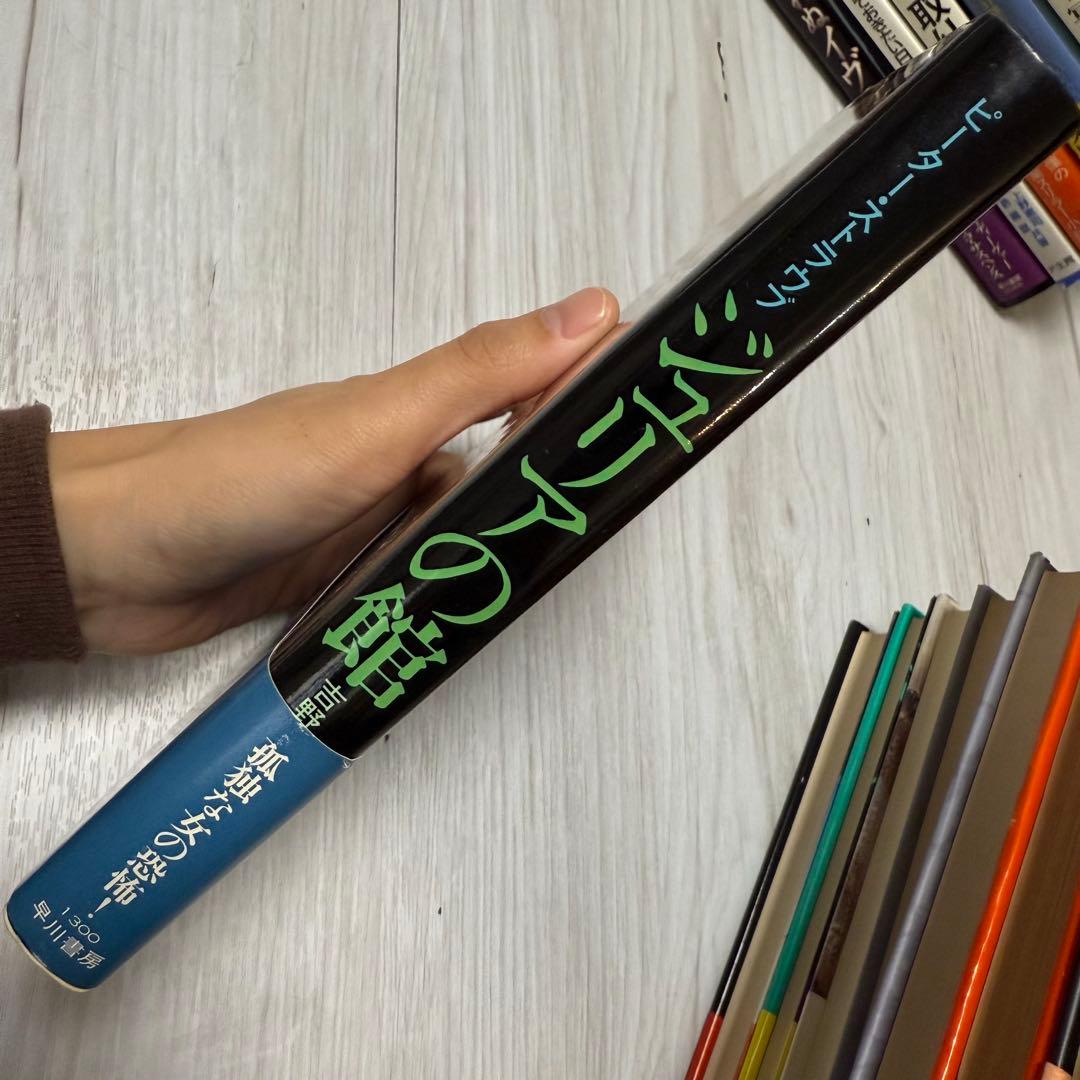 ピーター・ストラウブ
ジュリアの館
吉野
孤独な女の恐怖!
1300
早川書房